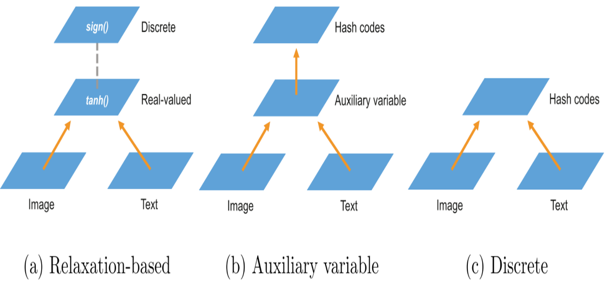 sign() Discrete
tanh() Real-valued
Image Text
(a) Relaxation-based
Hash codes
Auxiliary variable
Image Text
(b) Auxiliary variable
Hash codes
Image Text
(c) Discrete